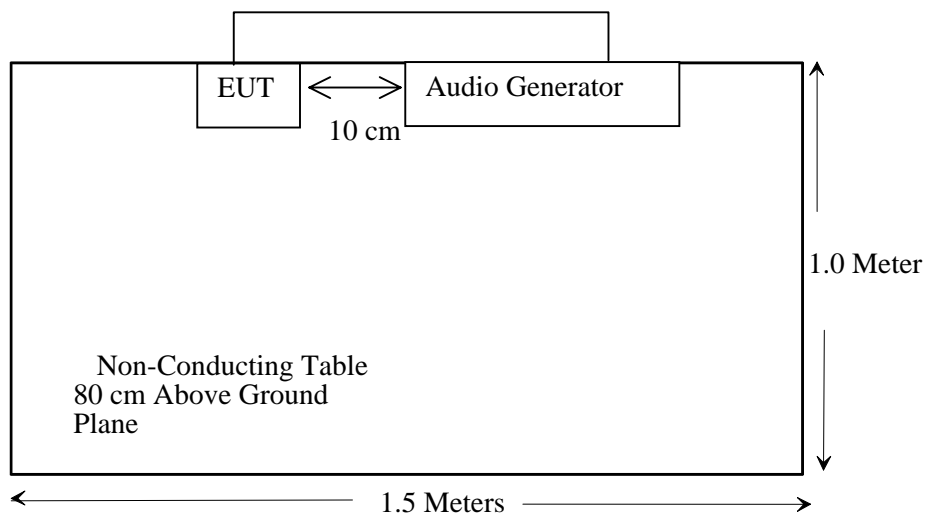 EUT
Audio Generator
10 cm
1.0 Meter
Non-Conducting Table
80 cm Above Ground
Plane
1.5 Meters